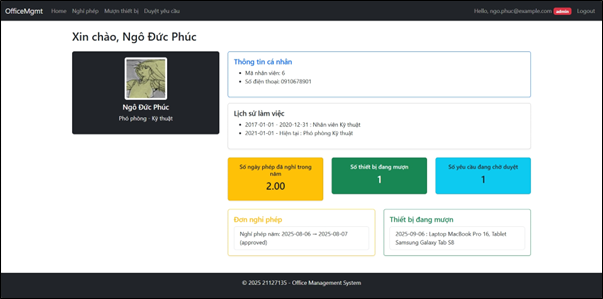 OfficeMgmt Home Nghỉ phép Mượn thiết bị Duyệt yêu cầu Hello, ngo.phuc@example.com admin Logout
Xin chào, Ngô Đức Phúc
Ngô Đức Phúc
Phó phòng - Kỹ thuật
Thông tin cá nhân
Mã nhân viên: 6
Số điện thoại: 0910678901
Lịch sử làm việc
2017-01-01 - 2020-12-31 : Nhân viên Kỹ thuật
2021-01-01 - Hiện tại : Phó phòng Kỹ thuật
Số ngày phép đã nghỉ trong
năm
2.00
Số thiết bị đang mượn
1
Số yêu cầu đang chờ duyệt
1
Đơn nghỉ phép
Nghỉ phép năm: 2025-08-06 → 2025-08-07
(approved)
Thiết bị đang mượn
2025-09-06 : Laptop MacBook Pro 16, Tablet
Samsung Galaxy Tab S8
© 2025 21127135 - Office Management System